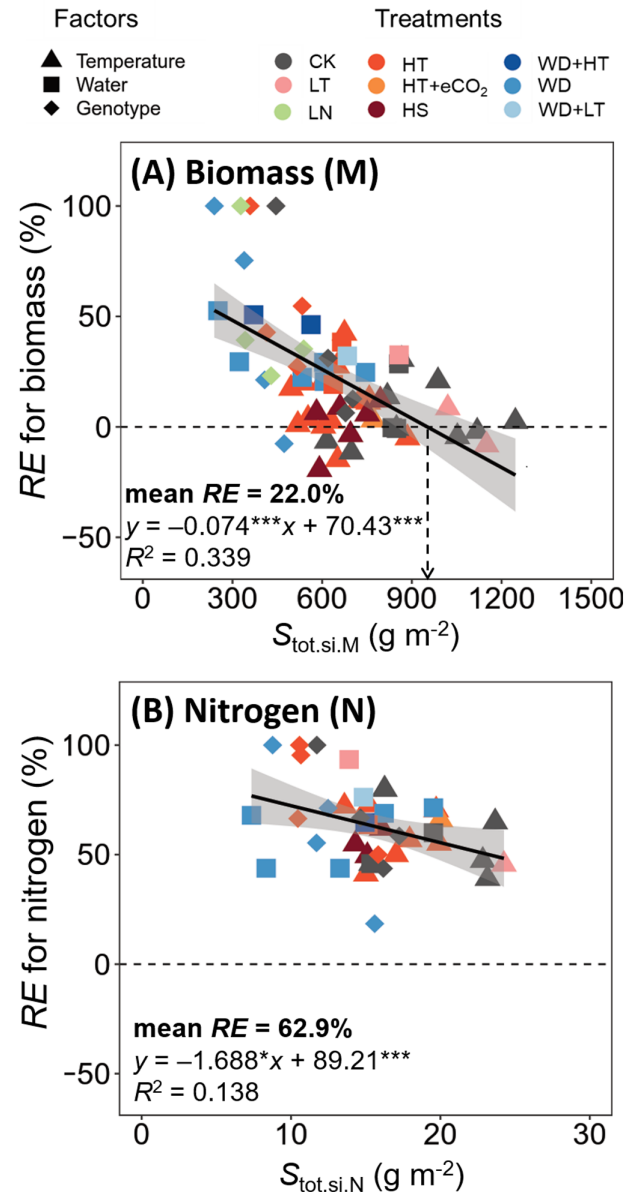 Factors
Treatments
Temperature
Water
Genotype
CK
LT
LN
HT
HT+eCO₂
HS
WD+HT
WD
WD+LT
(A) Biomass (M)
RE for biomass (%)
100
50
0
−50
mean RE = 22.0%
y = –0.074***x + 70.43***
R² = 0.339
0 300 600 900 1200 1500
Stot.si.M (g m⁻²)
(B) Nitrogen (N)
RE for nitrogen (%)
100
50
0
−50
mean RE = 62.9%
y = –1.688*x + 89.21***
R² = 0.138
0 10 20 30
Stot.si.N (g m⁻²)